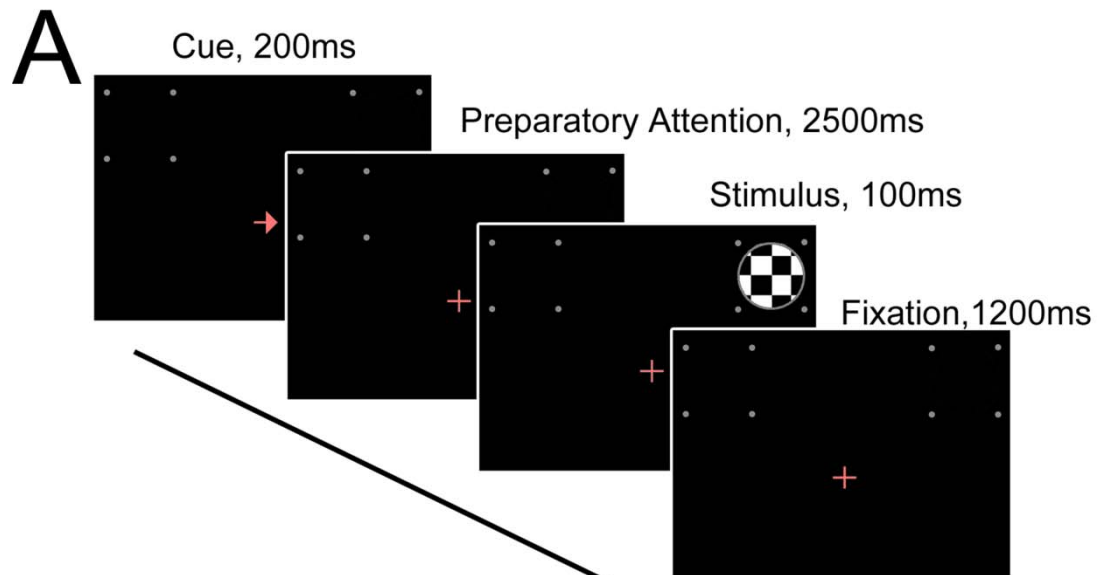 A
Cue, 200ms
Preparatory Attention, 2500ms
Stimulus, 100ms
Fixation,1200ms